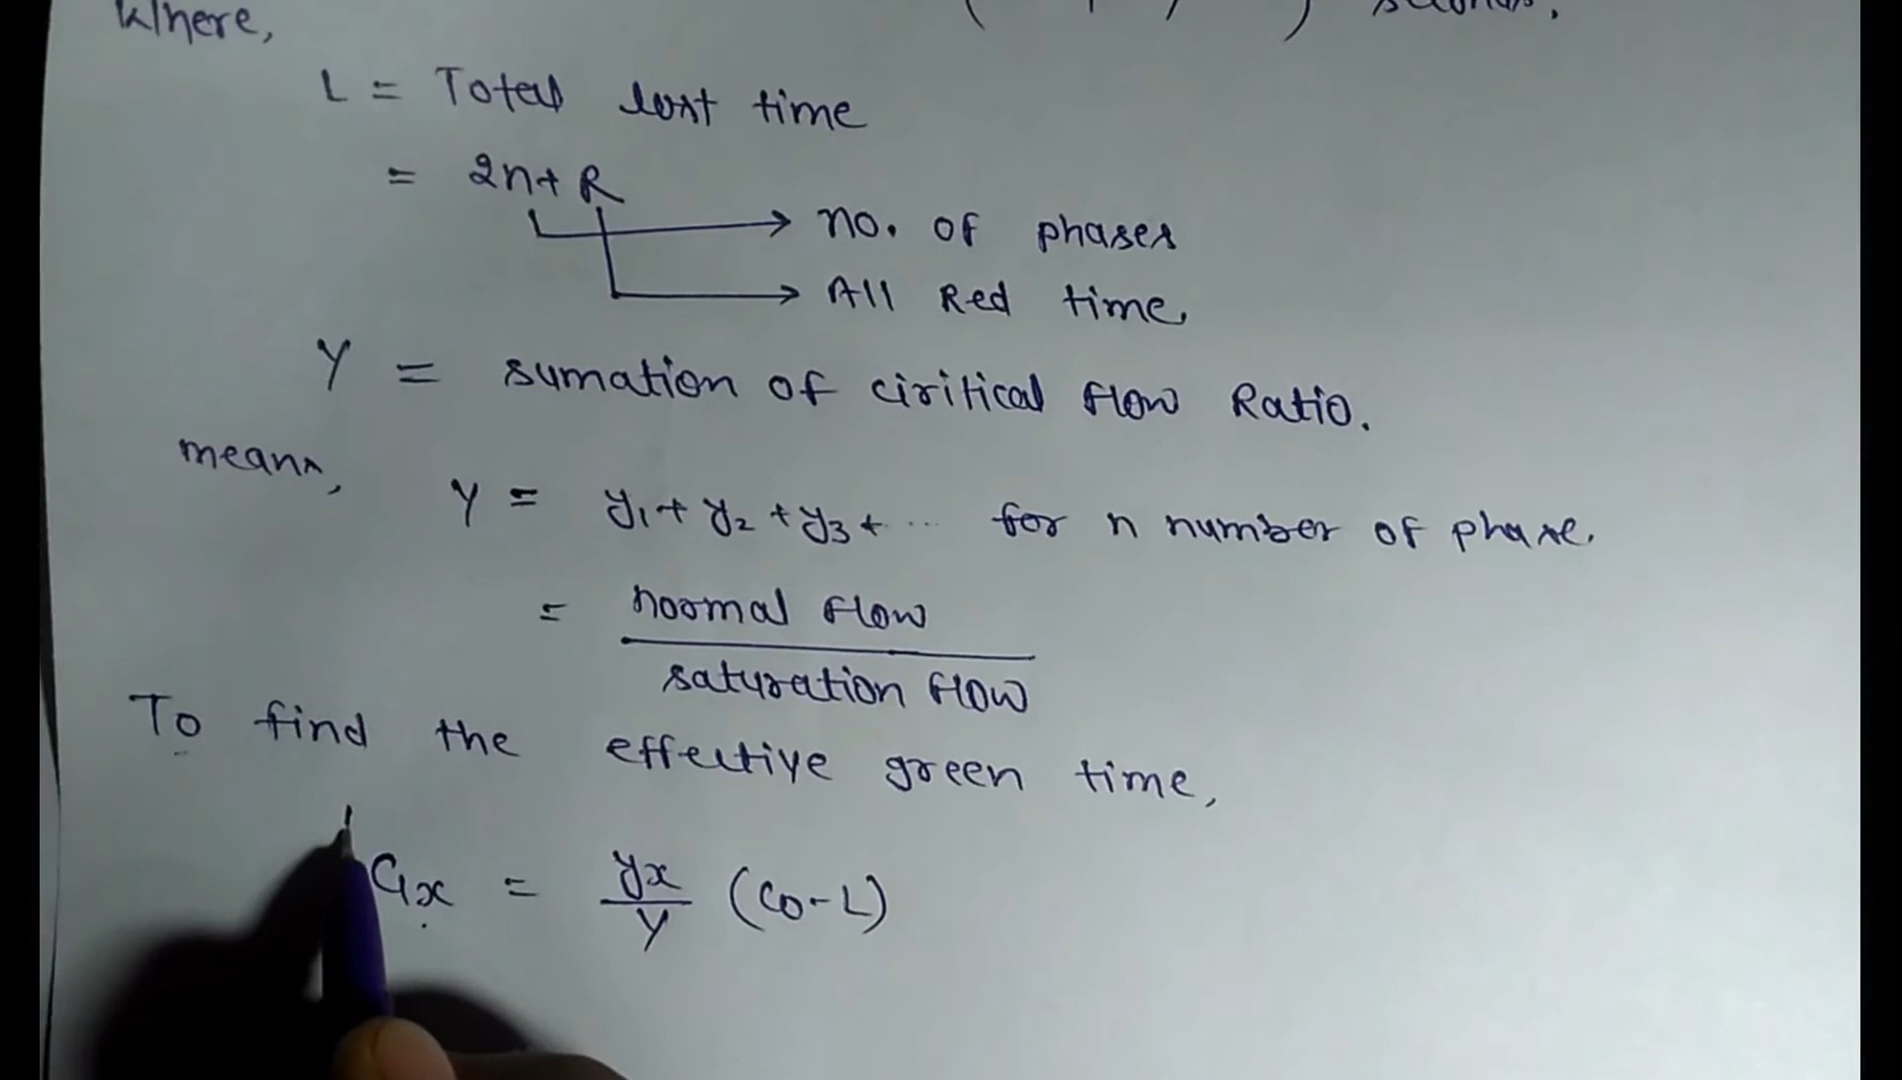 Where,
L = Total lost time
= 2n + R
→ no. of phases
→ All Red time
Y = sumation of ciritical flow Ratio.
means,
Y = y1 + y2 + y3 + ... for n number of phase.
= normal flow
saturation flow
To find the effective green time,
Gx = yx/Y (Co-L)